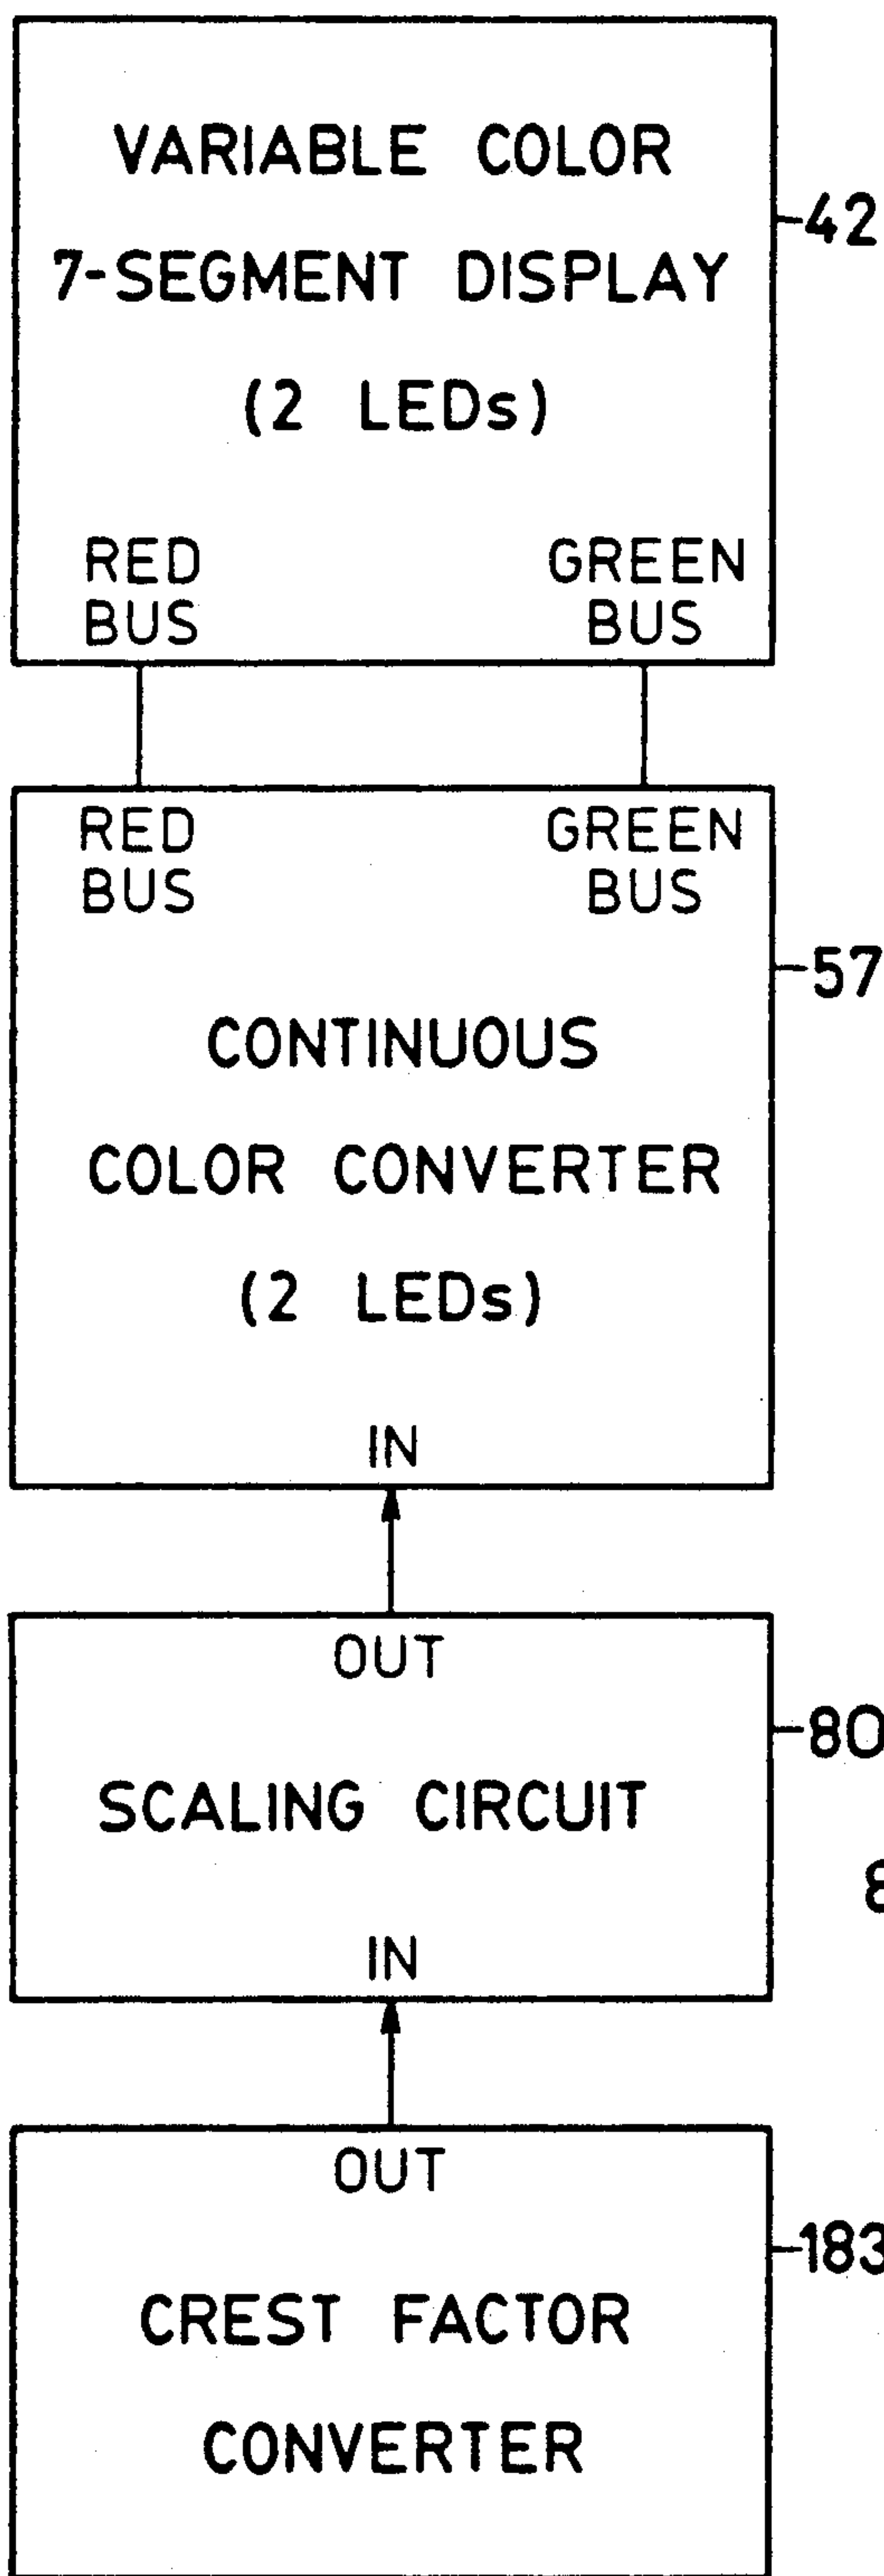 VARIABLE COLOR
7-SEGMENT DISPLAY
(2 LEDs)
42
RED
BUS
GREEN
BUS
RED
BUS
GREEN
BUS
57
CONTINUOUS
COLOR CONVERTER
(2 LEDs)
IN
OUT
80
SCALING CIRCUIT
8
IN
OUT
183
CREST FACTOR
CONVERTER